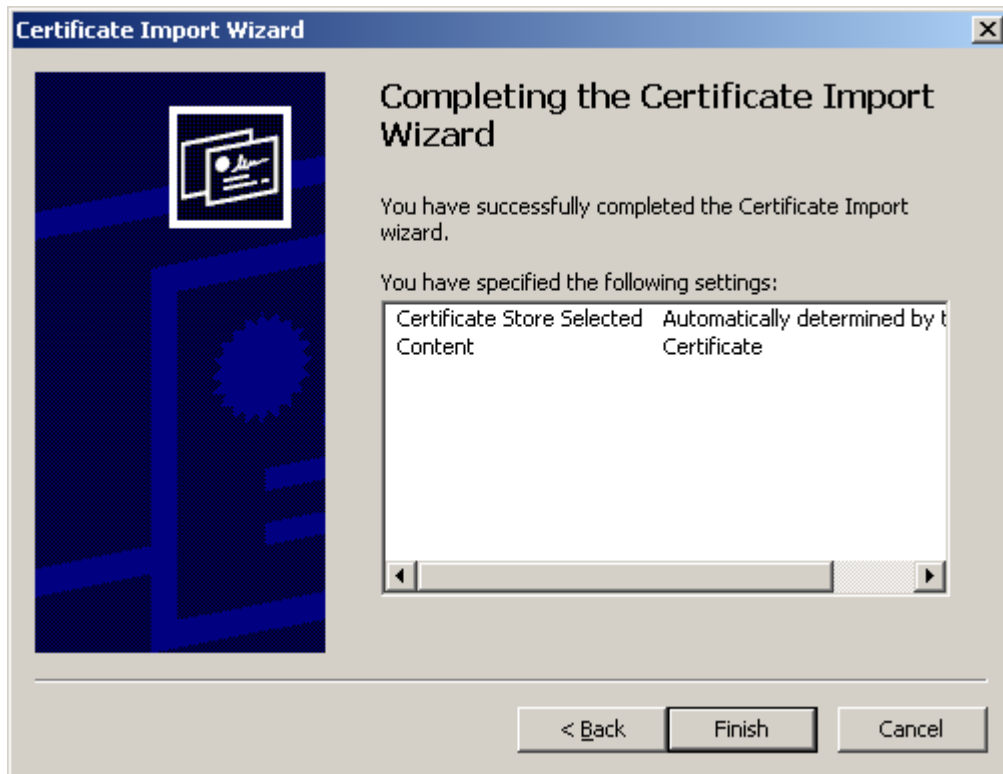 Certificate Import Wizard
Completing the Certificate Import
Wizard
You have successfully completed the Certificate Import
wizard.
You have specified the following settings:
Certificate Store Selected Automatically determined by t
Content Certificate
< Back Finish Cancel